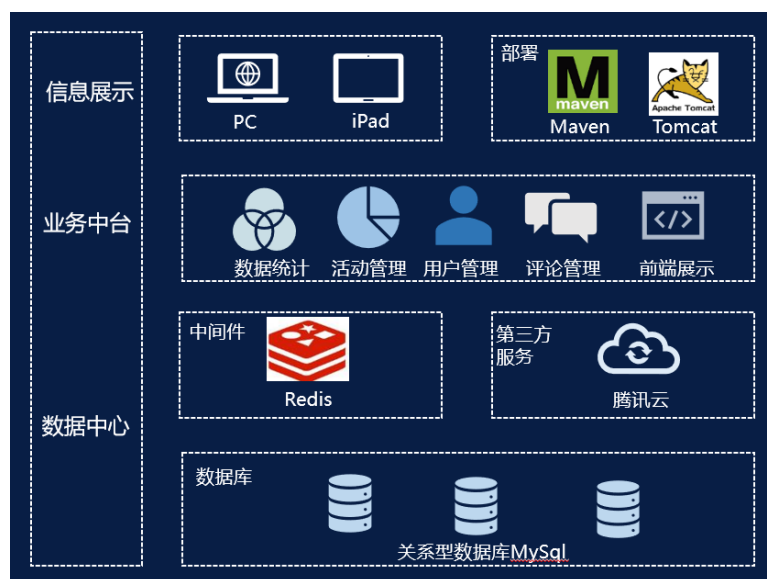 信息展示
PC
iPad
部署
maven
Maven
Apache Tomcat
Tomcat
业务中台
数据统计
活动管理
用户管理
评论管理
前端展示
数据中心
中间件
Redis
第三方
服务
腾讯云
数据库
关系型数据库MySql